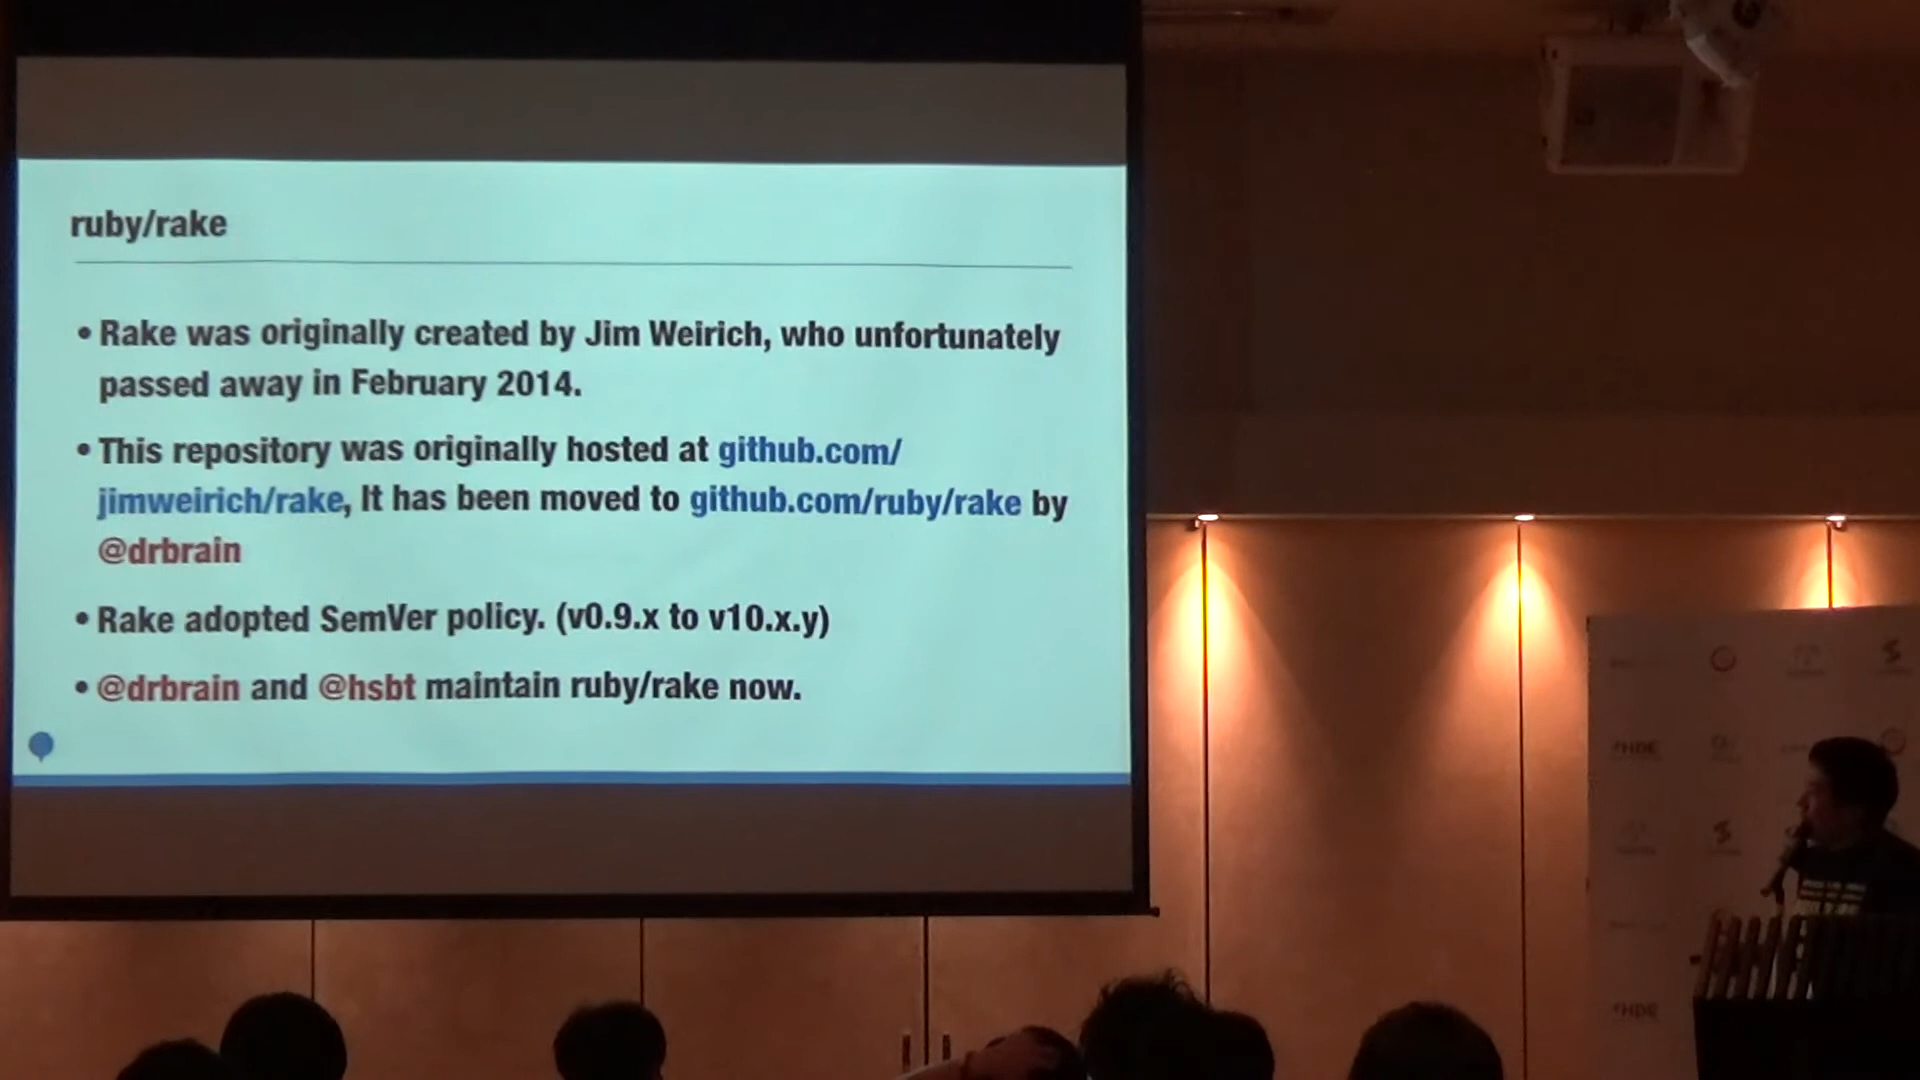 ruby/rake
• Rake was originally created by Jim Weirich, who unfortunately
passed away in February 2014.
• This repository was originally hosted at github.com/
jimweirich/rake, It has been moved to github.com/ruby/rake by
@drbrain
• Rake adopted SemVer policy. (v0.9.x to v10.x.y)
• @drbrain and @hsbt maintain ruby/rake now.
HDE
HDE